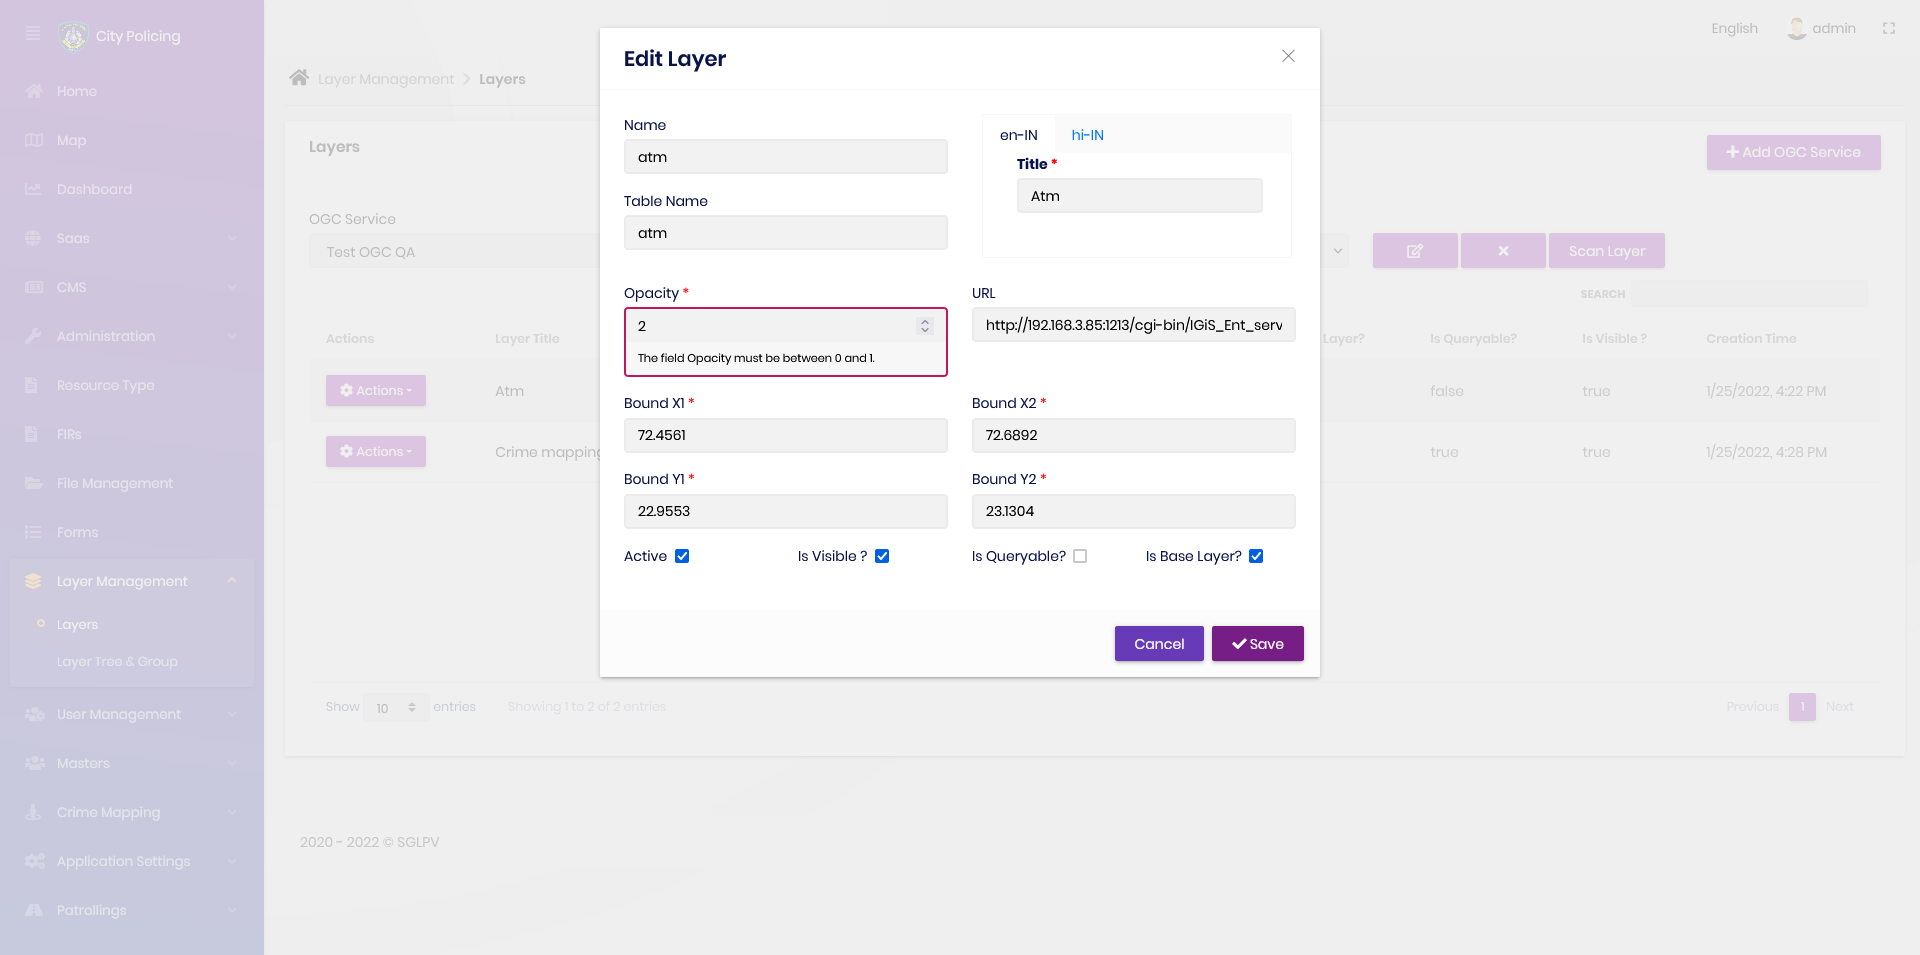 City Policing
English
admin
Home
Map
Dashboard
Saas
CMS
Administration
Resource Type
FIRs
File Management
Forms
Layer Management
Layers
Layer Tree & Group
User Management
Masters
Crime Mapping
Application Settings
Patrollings
Layer Management > Layers
Layers
Add OGC Service
OGC Service
Test OGC QA
Scan Layer
SEARCH
Actions Layer Title Layer? Is Queryable? Is Visible ? Creation Time
Actions Atm false true 1/25/2022, 4:22 PM
Actions Crime mapping true true 1/25/2022, 4:28 PM
Show 10 entries Showing 1 to 2 of 2 entries
Previous 1 Next
2020 - 2022 © SGLPV
Edit Layer
Name
atm
en-IN hi-IN
Title *
Atm
Table Name
atm
Opacity *
2
The field Opacity must be between 0 and 1.
URL
http://192.168.3.85:1213/cgi-bin/IGiS_Ent_serv
Bound X1 *
72.4561
Bound X2 *
72.6892
Bound Y1 *
22.9553
Bound Y2 *
23.1304
Active Is Visible ? Is Queryable? Is Base Layer?
Cancel Save